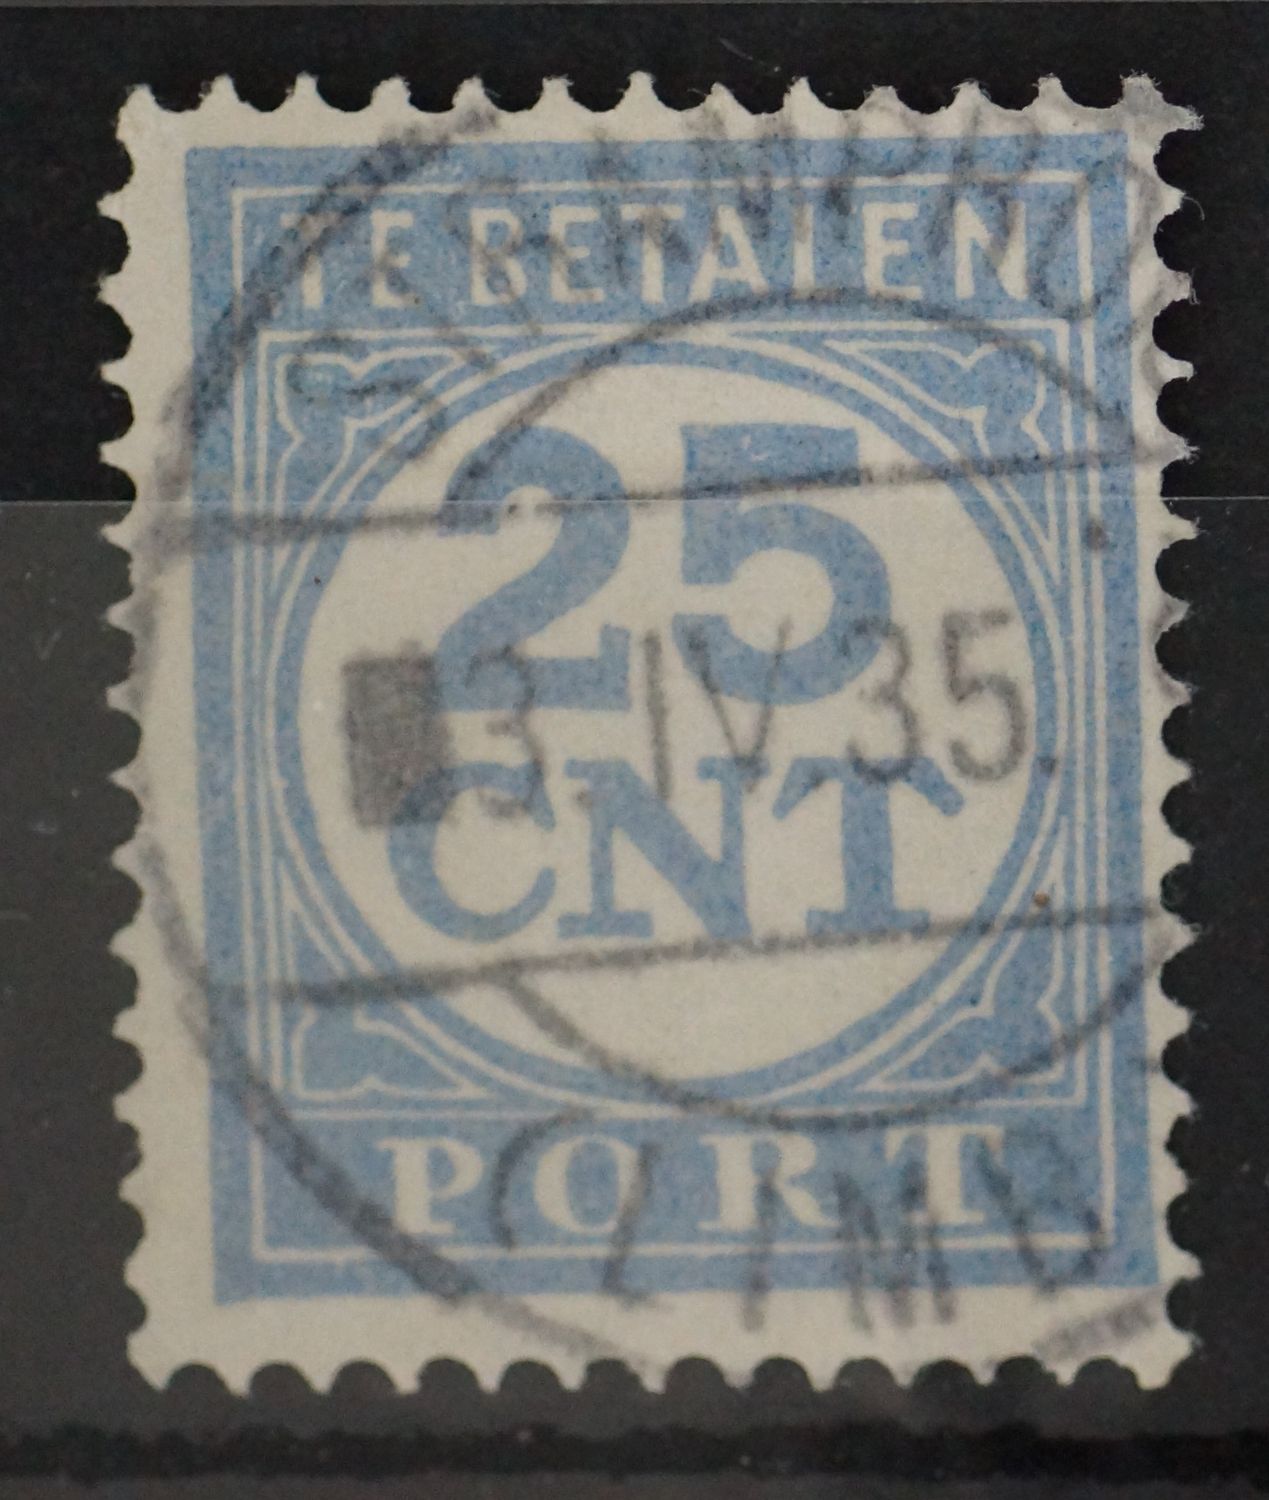 TE BETALEN
25
CNT
3.IV.35.
PORT